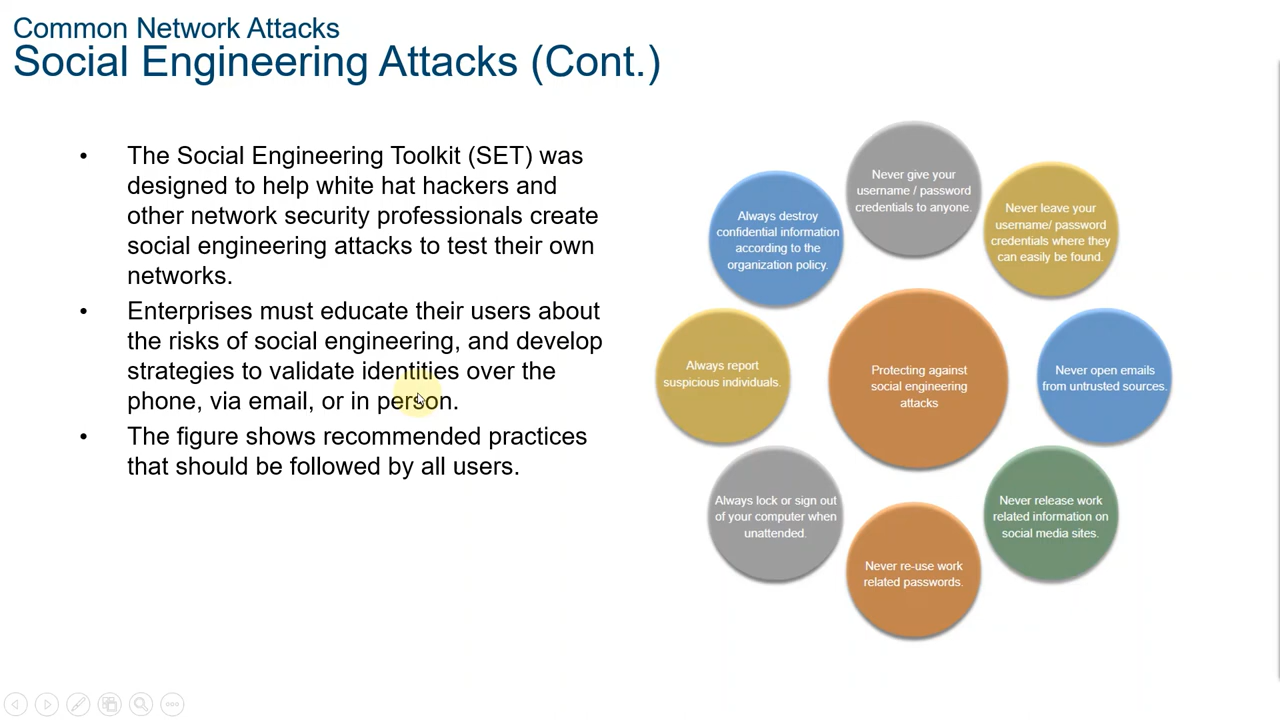 Common Network Attacks
Social Engineering Attacks (Cont.)
• The Social Engineering Toolkit (SET) was
designed to help white hat hackers and
other network security professionals create
social engineering attacks to test their own
networks.
• Enterprises must educate their users about
the risks of social engineering, and develop
strategies to validate identities over the
phone, via email, or in person.
• The figure shows recommended practices
that should be followed by all users.
Never give your
username / password
credentials to anyone.
Never leave your
username/ password
credentials where they
can easily be found.
Never open emails
from untrusted sources.
Never release work
related information on
social media sites.
Never re-use work
related passwords.
Always lock or sign out
of your computer when
unattended.
Always report
suspicious individuals.
Always destroy
confidential information
according to the
organization policy.
Protecting against
social engineering
attacks